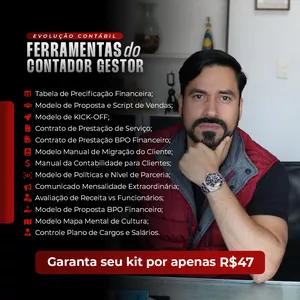 EVOLUÇÃO CONTÁBIL
FERRAMENTAS do
CONTADOR GESTOR
Tabela de Precificação Financeira;
Modelo de Proposta e Script de Vendas;
Modelo de KICK-OFF;
Contrato de Prestação de Serviço;
Contrato de Prestação BPO Financeiro;
Modelo Manual de Migração do Cliente;
Manual da Contabilidade para Clientes;
Modelo de Políticas e Nível de Parceria;
Comunicado Mensalidade Extraordinária;
Avaliação de Receita vs Funcionários;
Modelo de Proposta BPO Financeiro;
Modelo Mapa Mental de Cultura;
Controle Plano de Cargos e Salários.
Garanta seu kit por apenas R$47